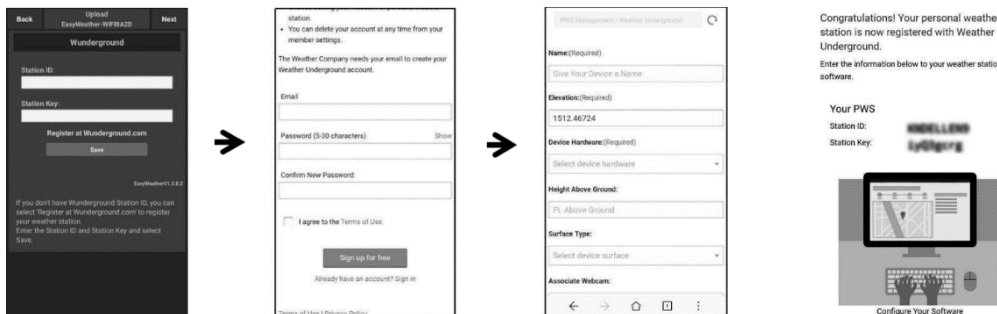 Back
Upload
EasyWeather-WIFIBA2D
Next
Wunderground
Station ID:
Station Key:
Register at Wunderground.com
Save
EasyWeatherV1.3.8.2
If you don't have Wunderground Station ID, you can
select 'Register at Wunderground.com' to register
your weather station.
Enter the Station ID and Station Key and select
Save.
station.
• You can delete your account at any time from your
member settings.
The Weather Company needs your email to create your
Weather Underground account.
Email
Password (5-30 characters)
Show
Confirm New Password:
I agree to the Terms of Use
Sign up for free
Already have an account? Sign in
Terms of Use | Privacy Policy
PWS Management / Weather Underground
Name:(Required)
Give Your Device a Name
Elevation:(Required)
1512.46724
Device Hardware:(Required)
Select device hardware
Height Above Ground:
Ft. Above Ground
Surface Type:
Select device surface
Associate Webcam:
Congratulations! Your personal weathe
station is now registered with Weather
Underground.
Enter the information below to your weather statio
software.
Your PWS
Station ID:
Station Key:
Configure Your Software